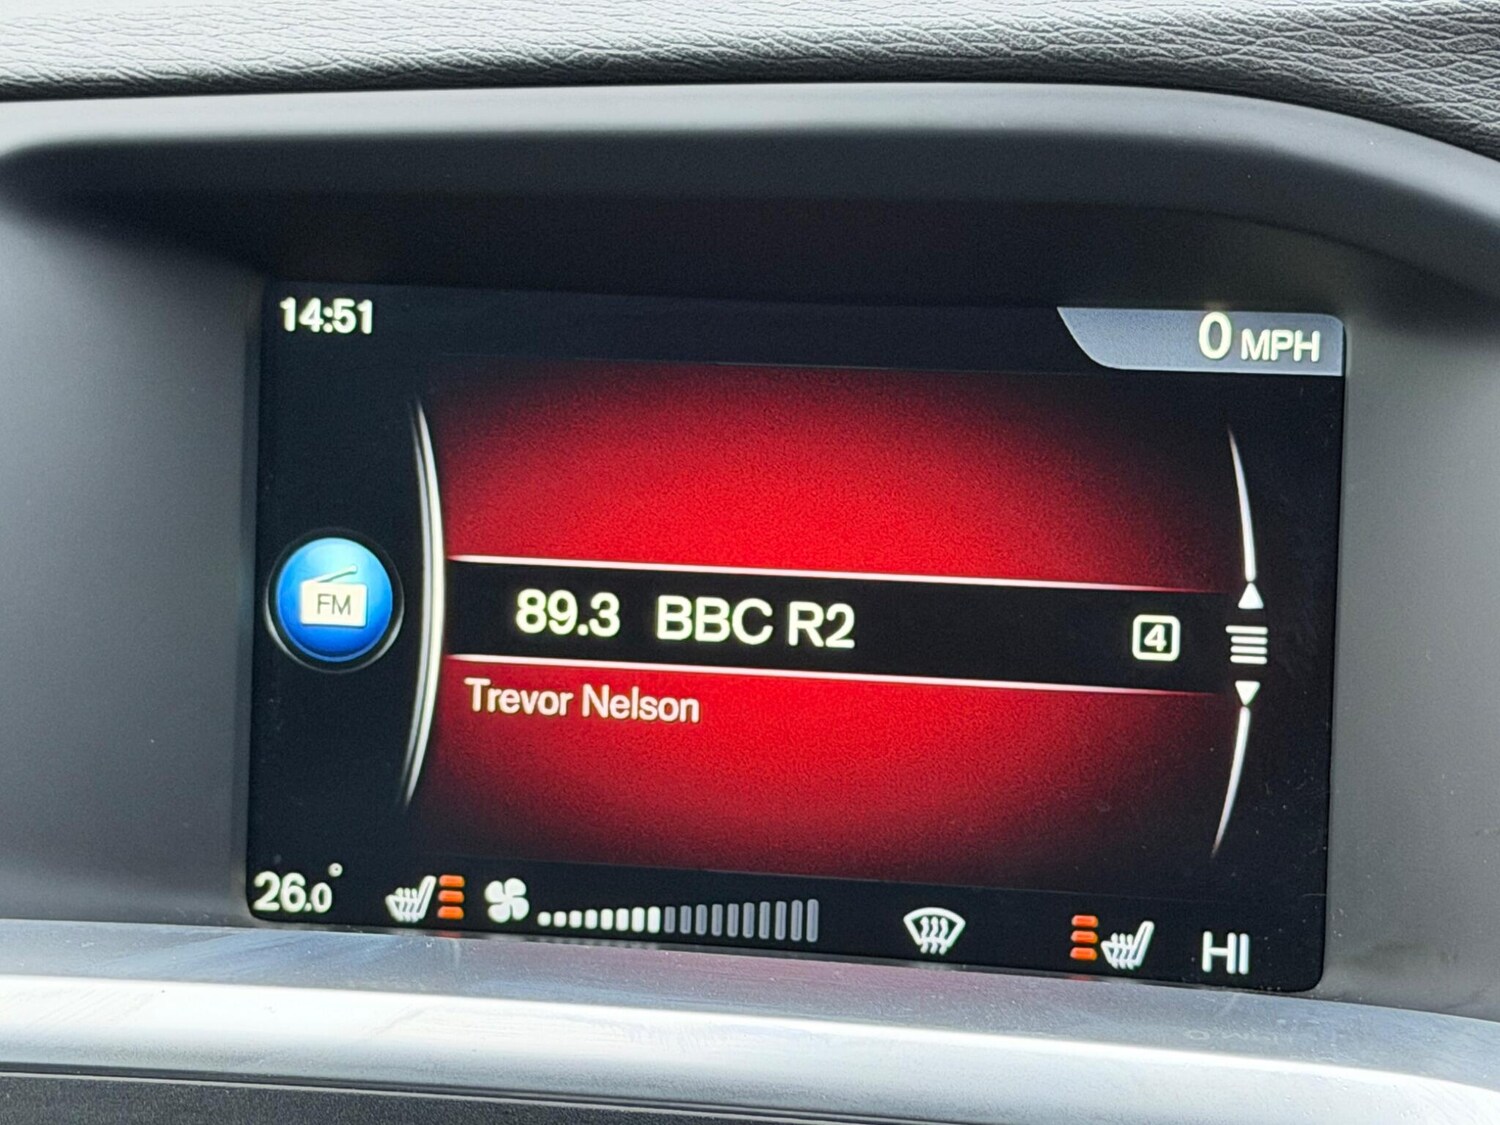 14:51
0 MPH
FM
89.3 BBC R2 4
Trevor Nelson
26.0° HI